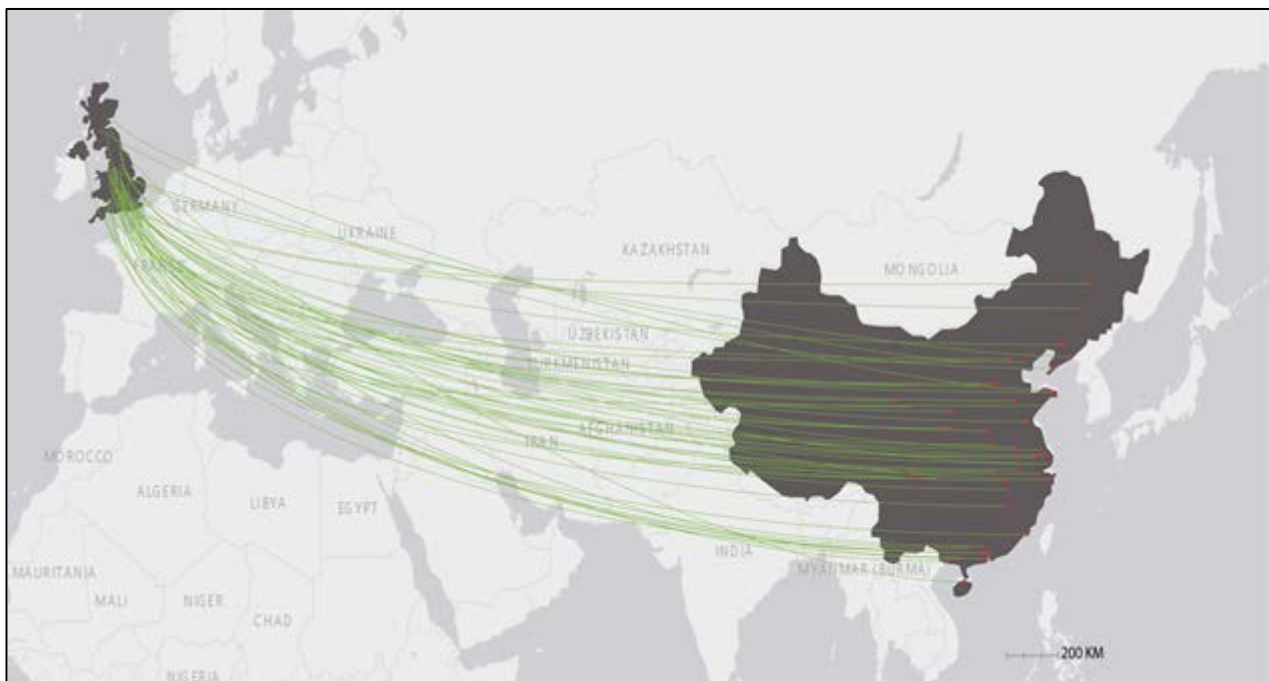 GERMANY
UKRAINE
FRANCE
KAZAKHSTAN
MONGOLIA
UZBEKISTAN
TURKMENISTAN
AFGHANISTAN
IRAN
MOROCCO
ALGERIA
LIBYA
EGYPT
INDIA
MYANMAR (BURMA)
MAURITANIA
MALI
NIGER
CHAD
NIGERIA
200 KM